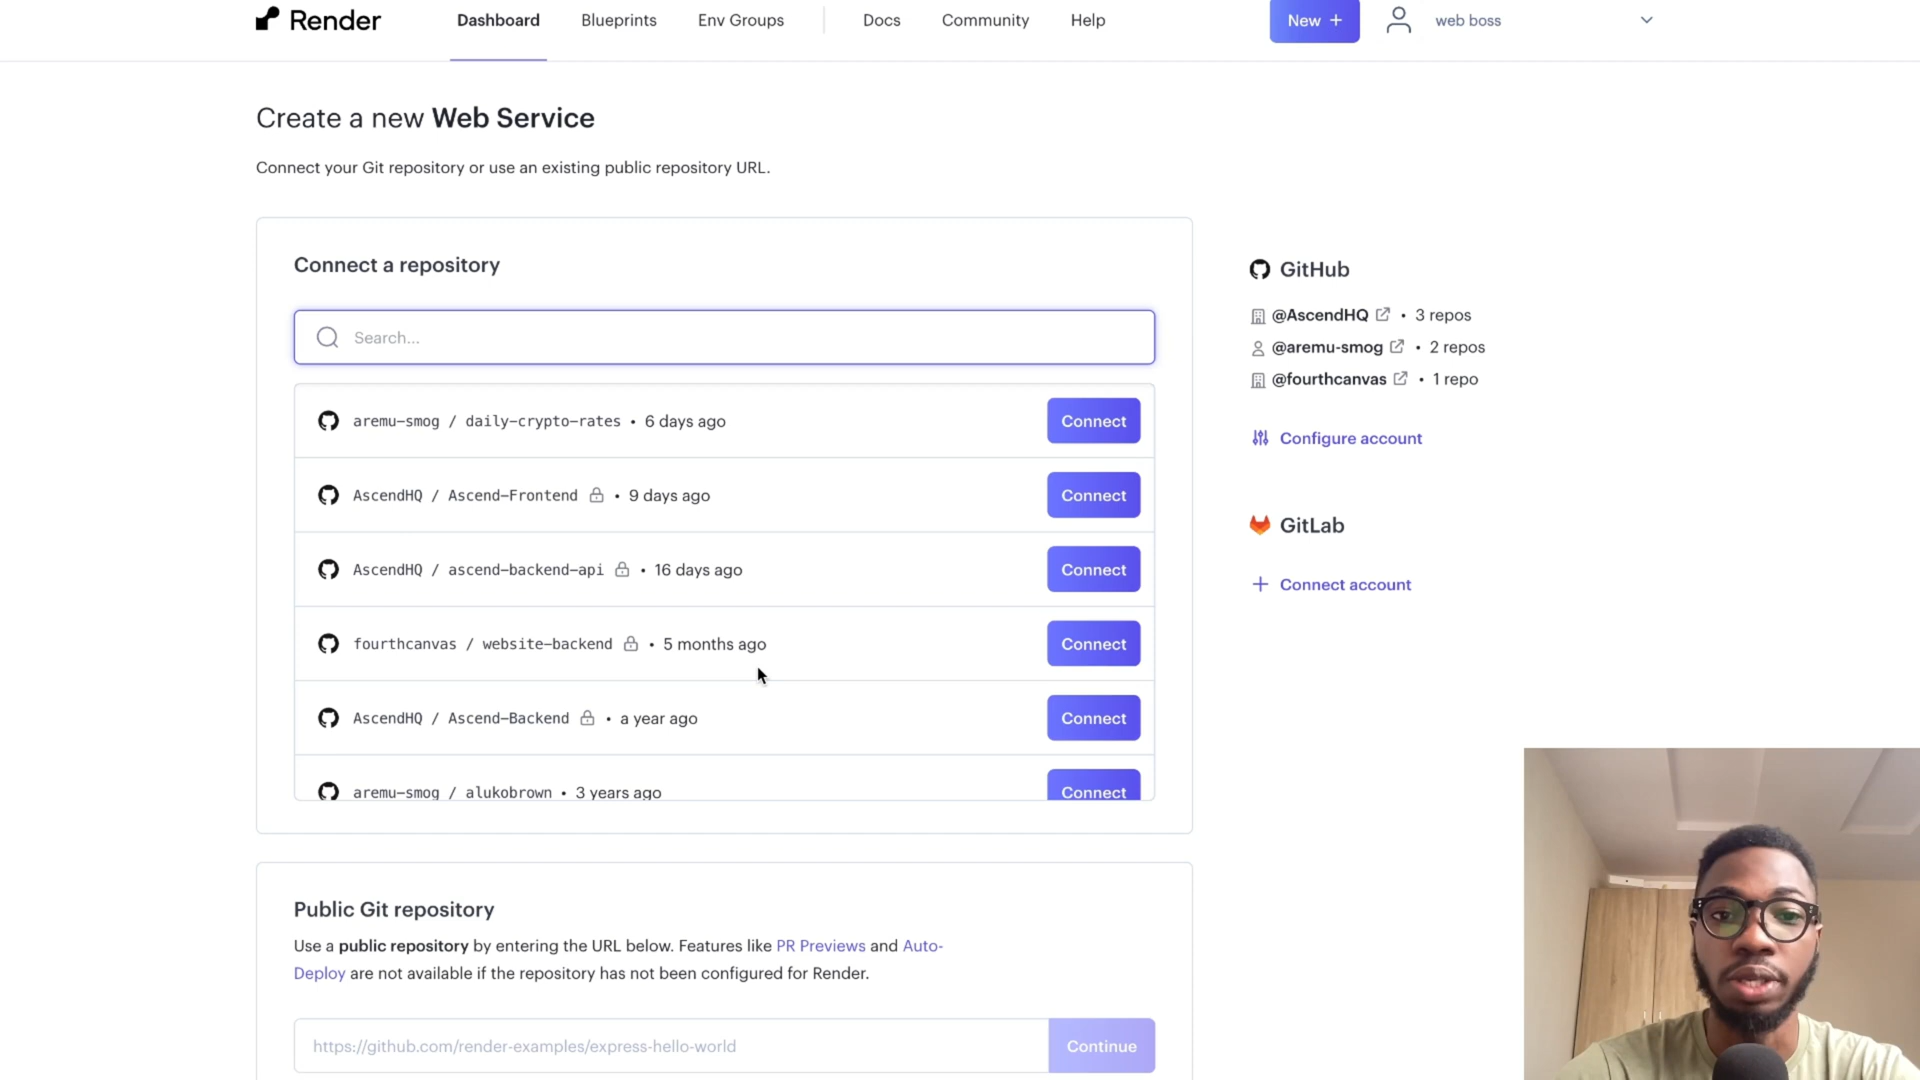 Render
Dashboard
Blueprints
Env Groups
Docs
Community
Help
New +
web boss
Create a new Web Service
Connect your Git repository or use an existing public repository URL.
Connect a repository
Search...
aremu-smog / daily-crypto-rates • 6 days ago
Connect
AscendHQ / Ascend-Frontend • 9 days ago
Connect
AscendHQ / ascend-backend-api • 16 days ago
Connect
fourthcanvas / website-backend • 5 months ago
Connect
AscendHQ / Ascend-Backend • a year ago
Connect
aremu-smog / alukobrown • 3 years ago
Connect
GitHub
@AscendHQ • 3 repos
@aremu-smog • 2 repos
@fourthcanvas • 1 repo
Configure account
GitLab
+ Connect account
Public Git repository
Use a public repository by entering the URL below. Features like PR Previews and Auto-
Deploy are not available if the repository has not been configured for Render.
https://github.com/render-examples/express-hello-world
Continue